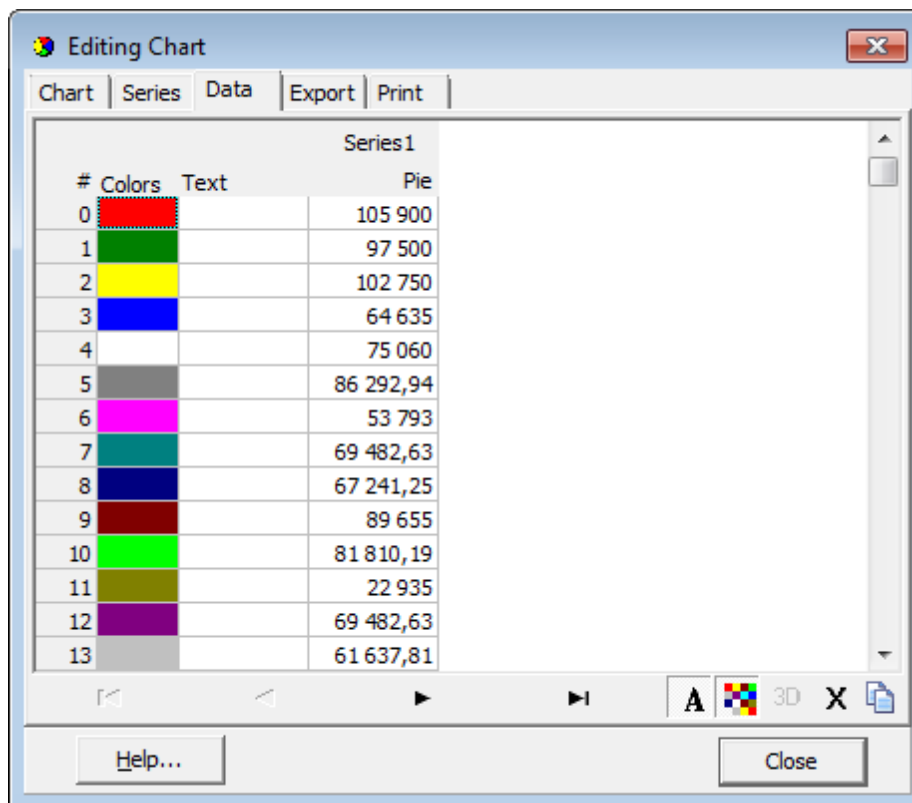 Editing Chart
Chart Series Data Export Print
Series1
# Colors Text Pie
0 105 900
1 97 500
2 102 750
3 64 635
4 75 060
5 86 292,94
6 53 793
7 69 482,63
8 67 241,25
9 89 655
10 81 810,19
11 22 935
12 69 482,63
13 61 637,81
A 3D X
Help... Close